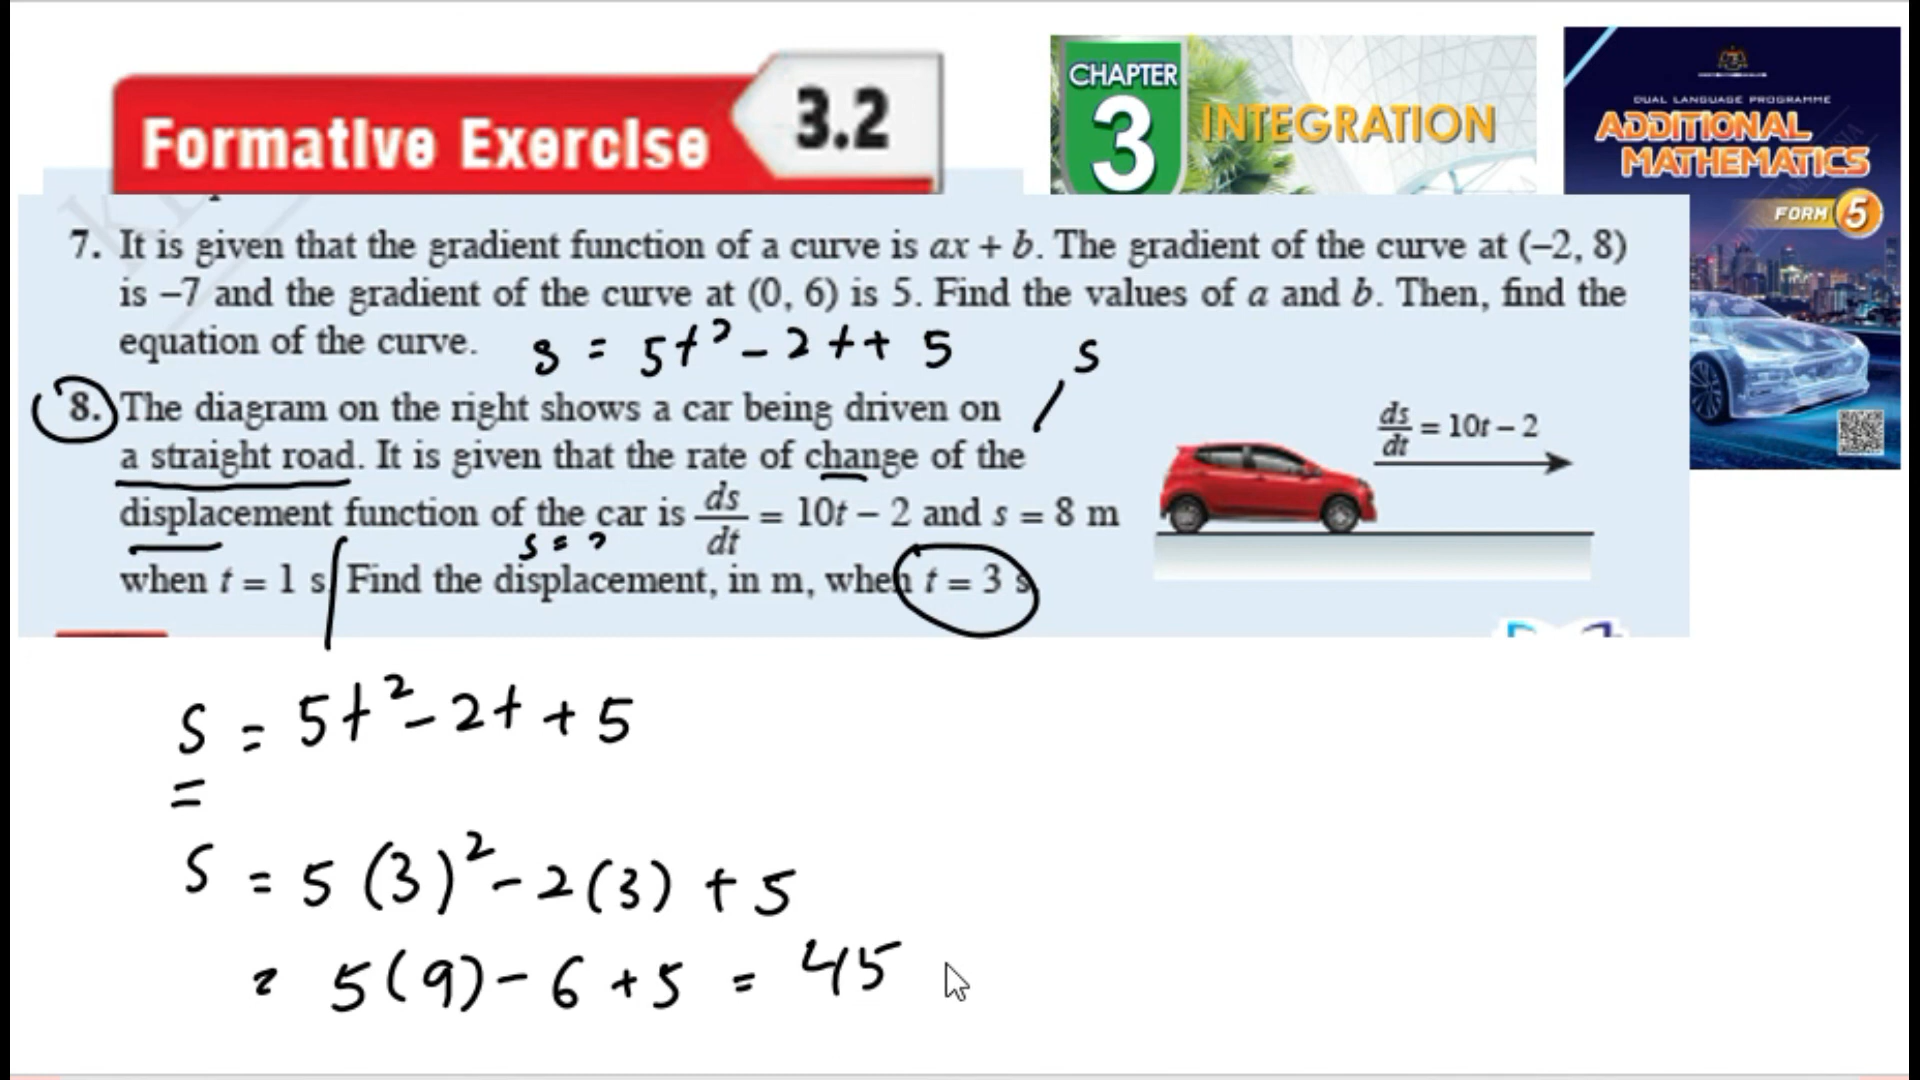 Formative Exercise 3.2
CHAPTER
3
INTEGRATION
DUAL LANGUAGE PROGRAMME
ADDITIONAL
MATHEMATICS
FORM 5
7. It is given that the gradient function of a curve is ax + b. The gradient of the curve at (–2, 8)
is –7 and the gradient of the curve at (0, 6) is 5. Find the values of a and b. Then, find the
equation of the curve.
s = 5t² - 2t + 5
s
8. The diagram on the right shows a car being driven on
a straight road. It is given that the rate of change of the
displacement function of the car is ds/dt = 10t – 2 and s = 8 m
s = ?
when t = 1 s. Find the displacement, in m, when t = 3 s.
ds/dt = 10t – 2
s = 5t² - 2t + 5
=
s = 5(3)² - 2(3) + 5
= 5(9) - 6 + 5 = 45